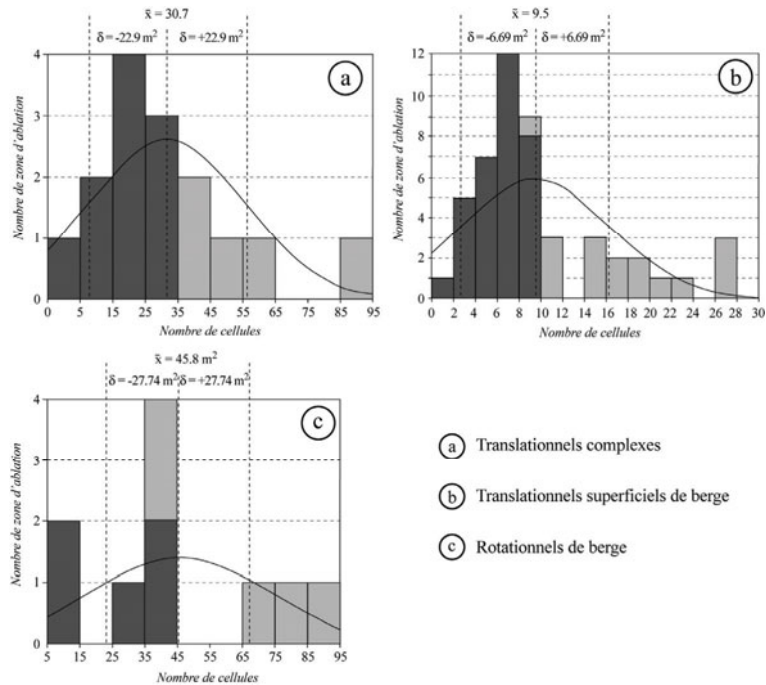 x̄ = 30.7
δ = -22.9 m² δ = +22.9 m²
a
Nombre de zone d'ablation
4
3
2
1
0
0 5 15 25 35 45 55 65 75 85 95
Nombre de cellules
x̄ = 9.5
δ = -6.69 m² δ = +6.69 m²
b
Nombre de zone d'ablation
12
10
8
6
4
2
0
0 2 4 6 8 10 12 14 16 18 20 22 24 26 28 30
Nombre de cellules
x̄ = 45.8 m²
δ = -27.74 m² δ = +27.74 m²
c
Nombre de zone d'ablation
4
3
2
1
0
5 15 25 35 45 55 65 75 85 95
Nombre de cellules
a Translationnels complexes
b Translationnels superficiels de berge
c Rotationnels de berge